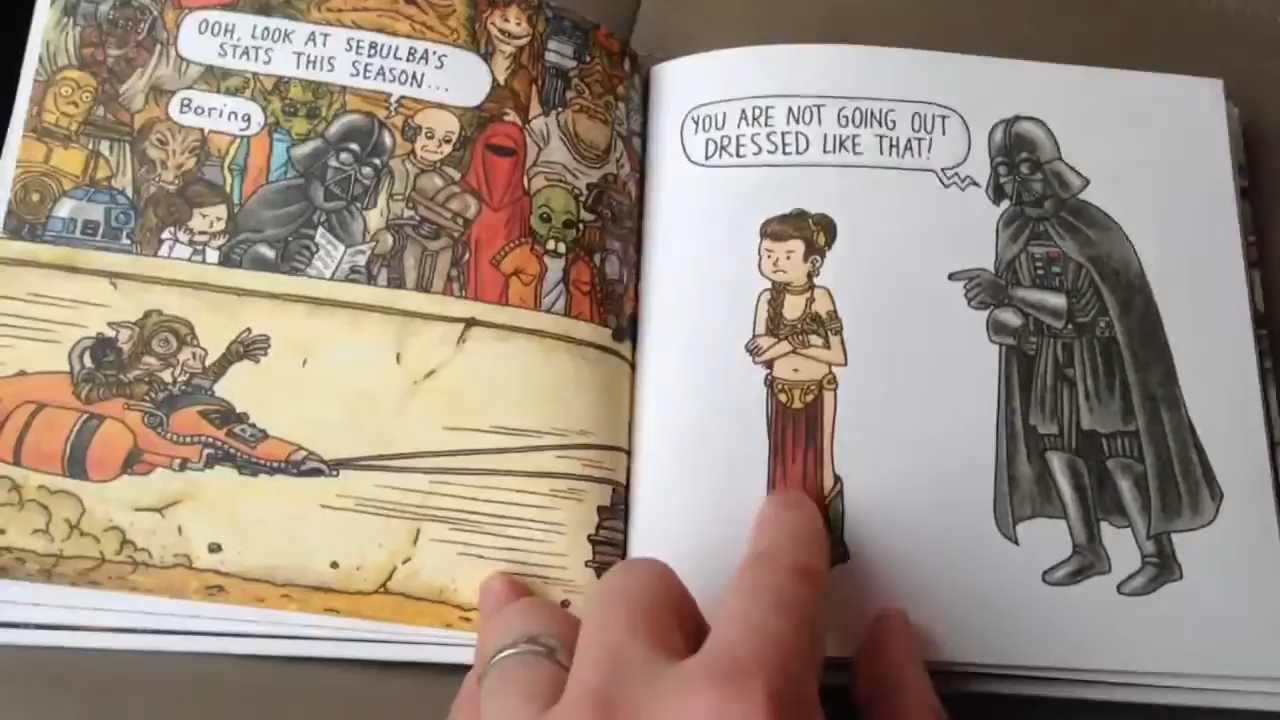 OOH, LOOK AT SEBULBA'S
STATS THIS SEASON...
Boring.
YOU ARE NOT GOING OUT
DRESSED LIKE THAT!